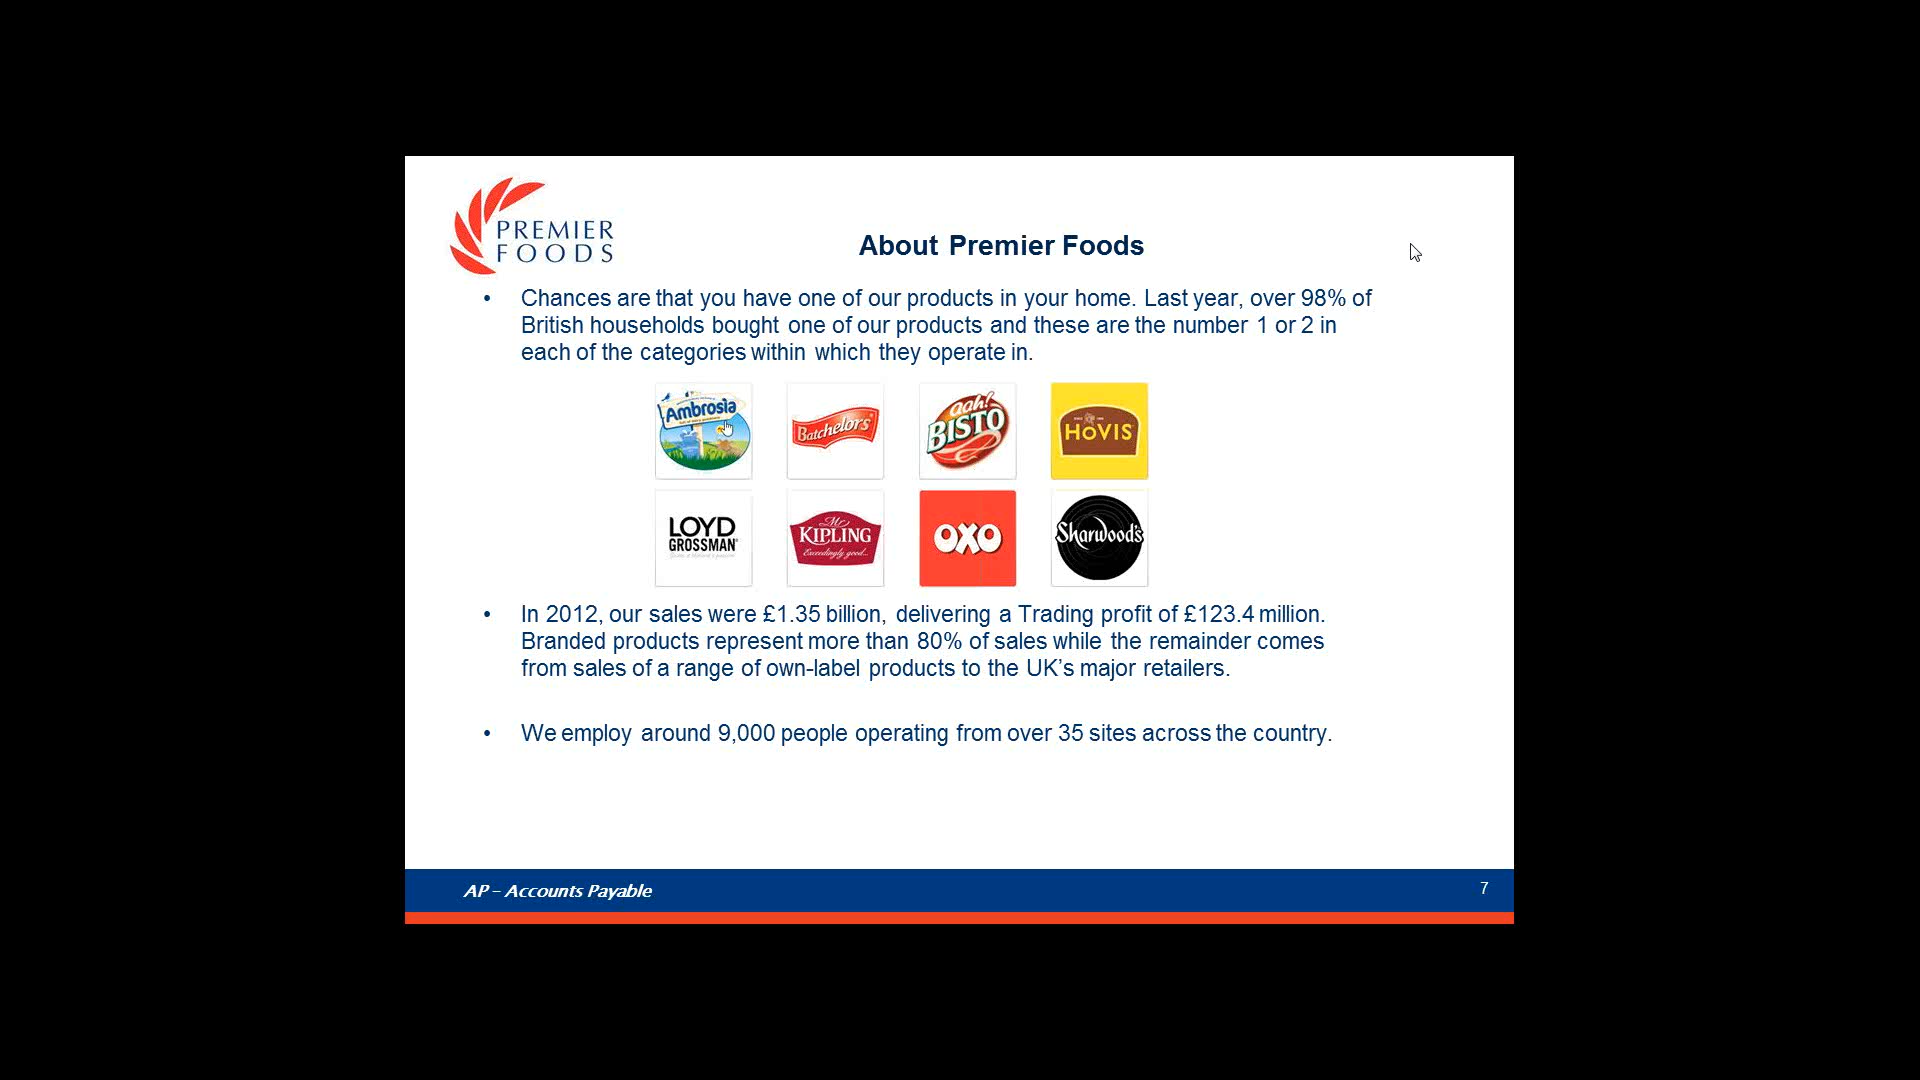 PREMIER
FOODS
About Premier Foods
• Chances are that you have one of our products in your home. Last year, over 98% of
British households bought one of our products and these are the number 1 or 2 in
each of the categories within which they operate in.
Ambrosia
Batchelors
aah!
BISTO
HOVIS
LOYD
GROSSMAN
Mr
KIPLING
Exceedingly good...
OXO
Sharwood's
• In 2012, our sales were £1.35 billion, delivering a Trading profit of £123.4 million.
Branded products represent more than 80% of sales while the remainder comes
from sales of a range of own-label products to the UK's major retailers.
• We employ around 9,000 people operating from over 35 sites across the country.
AP – Accounts Payable
7